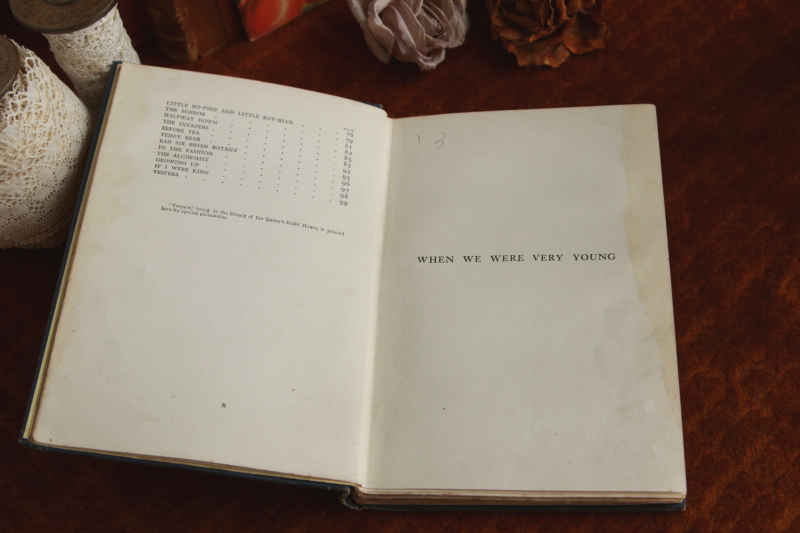 PAGE
LITTLE BO-PEEP AND LITTLE BOY-BLUE 76
THE MIRROR 79
HALFWAY DOWN 81
THE INVADERS 82
BEFORE TEA 84
TEDDY BEAR 85
BAD SIR BRIAN BOTANY 92
IN THE FASHION 95
THE ALCHEMIST 96
GROWING UP 97
IF I WERE KING 98
VESPERS 99
"Vespers," being in the library of the Queen's Dolls' House, is printed
here by special permission.
WHEN WE WERE VERY YOUNG